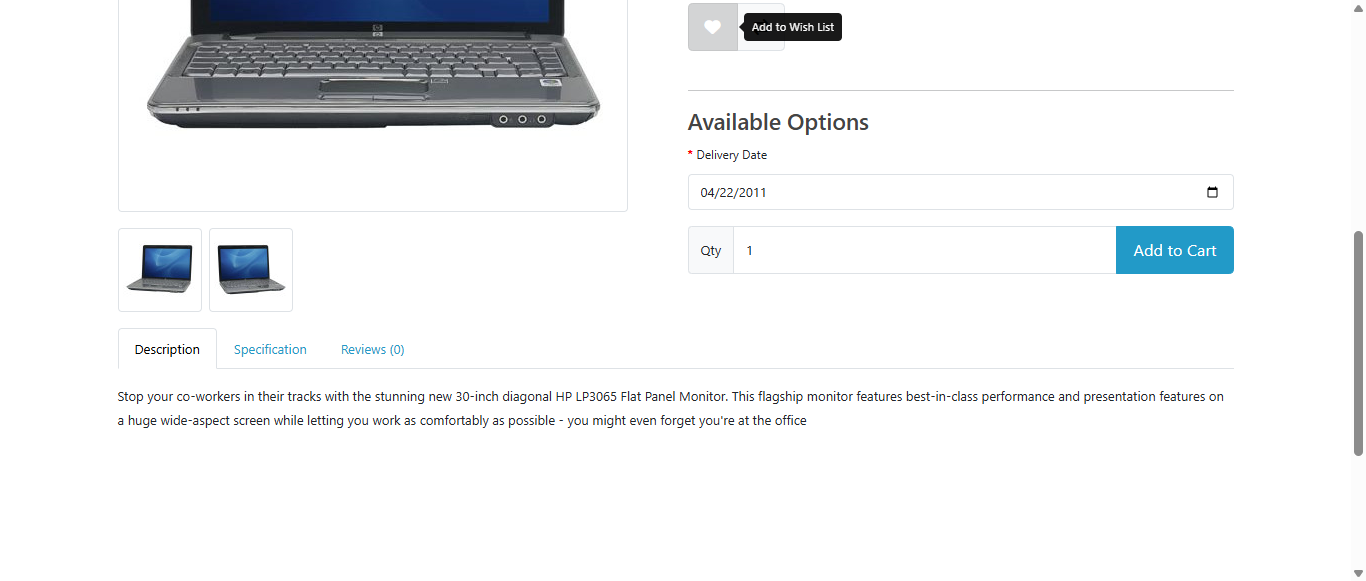 Add to Wish List
Available Options
* Delivery Date
04/22/2011
Qty
1
Add to Cart
Description
Specification
Reviews (0)
Stop your co-workers in their tracks with the stunning new 30-inch diagonal HP LP3065 Flat Panel Monitor. This flagship monitor features best-in-class performance and presentation features on
a huge wide-aspect screen while letting you work as comfortably as possible - you might even forget you're at the office